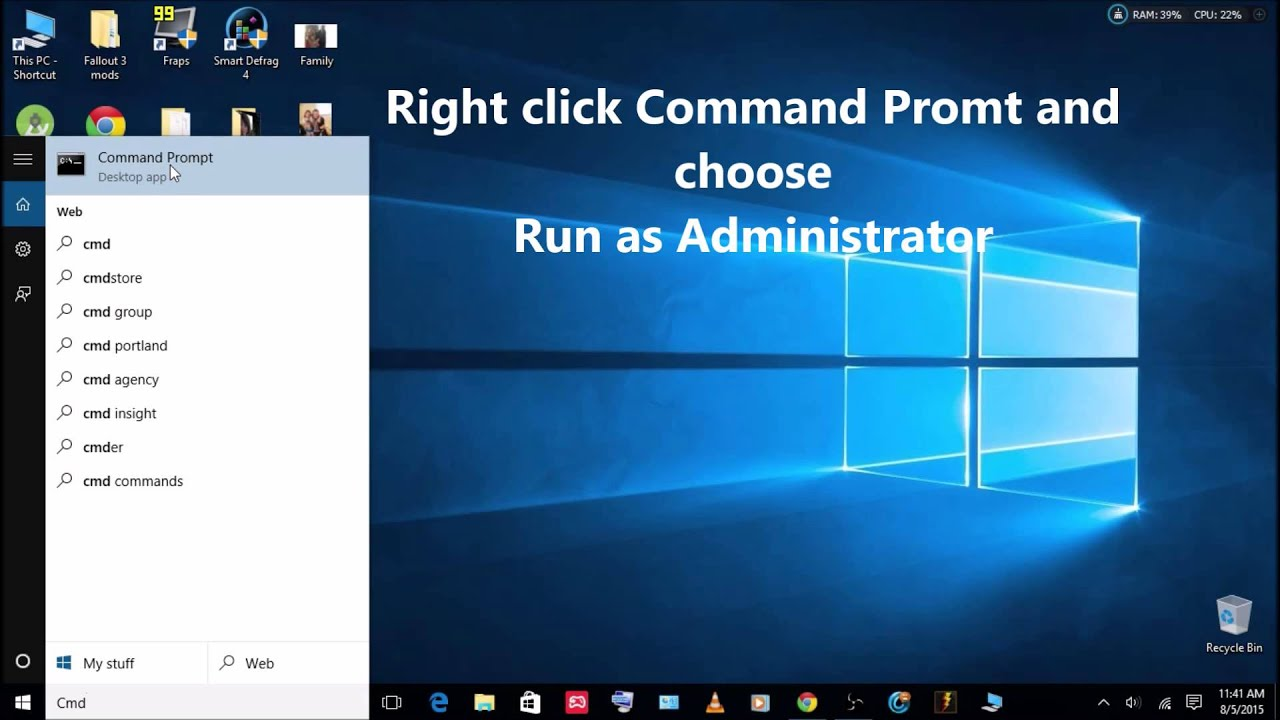 99
RAM: 39% CPU: 22%
This PC - Shortcut
Fallout 3 mods
Fraps
Smart Defrag 4
Family
Right click Command Promt and
choose
Run as Administrator
C:\_
Command Prompt
Desktop app
Web
cmd
cmdstore
cmd group
cmd portland
cmd agency
cmd insight
cmder
cmd commands
My stuff
Web
Cmd
Recycle Bin
11:41 AM
8/5/2015